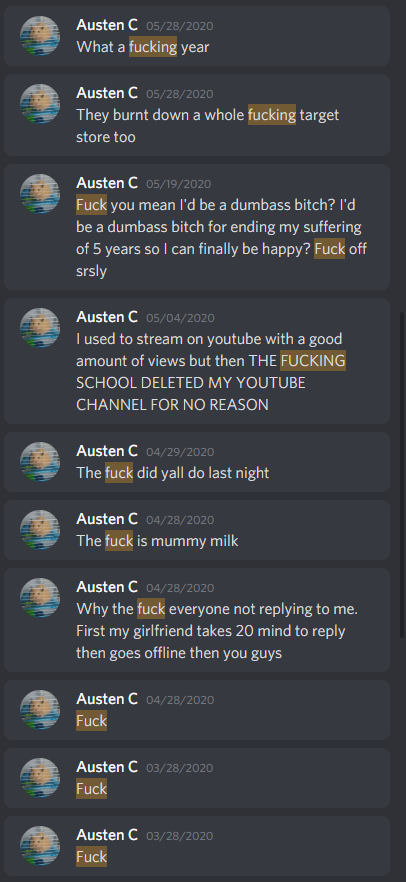 Austen C 05/28/2020
What a fucking year
Austen C 05/28/2020
They burnt down a whole fucking target
store too
Austen C 05/19/2020
Fuck you mean I'd be a dumbass bitch? I'd
be a dumbass bitch for ending my suffering
of 5 years so I can finally be happy? Fuck off
srsly
Austen C 05/04/2020
I used to stream on youtube with a good
amount of views but then THE FUCKING
SCHOOL DELETED MY YOUTUBE
CHANNEL FOR NO REASON
Austen C 04/29/2020
The fuck did yall do last night
Austen C 04/28/2020
The fuck is mummy milk
Austen C 04/28/2020
Why the fuck everyone not replying to me.
First my girlfriend takes 20 mind to reply
then goes offline then you guys
Austen C 04/28/2020
Fuck
Austen C 03/28/2020
Fuck
Austen C 03/28/2020
Fuck